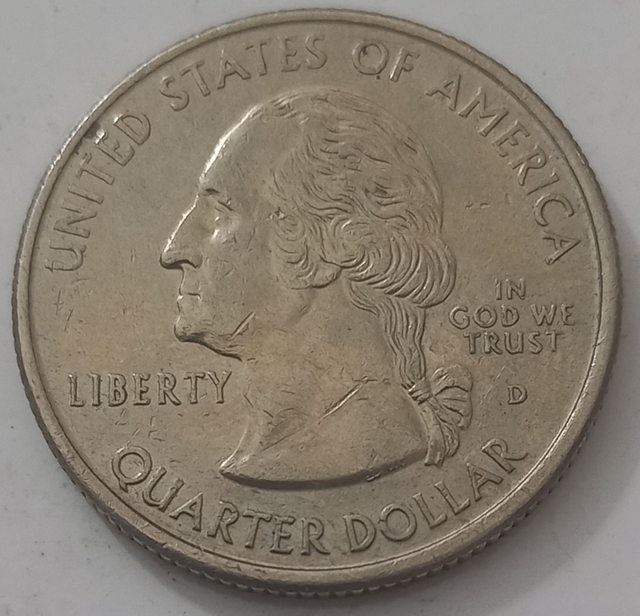 UNITED STATES OF AMERICA
IN
GOD WE
TRUST
LIBERTY
D
QUARTER DOLLAR